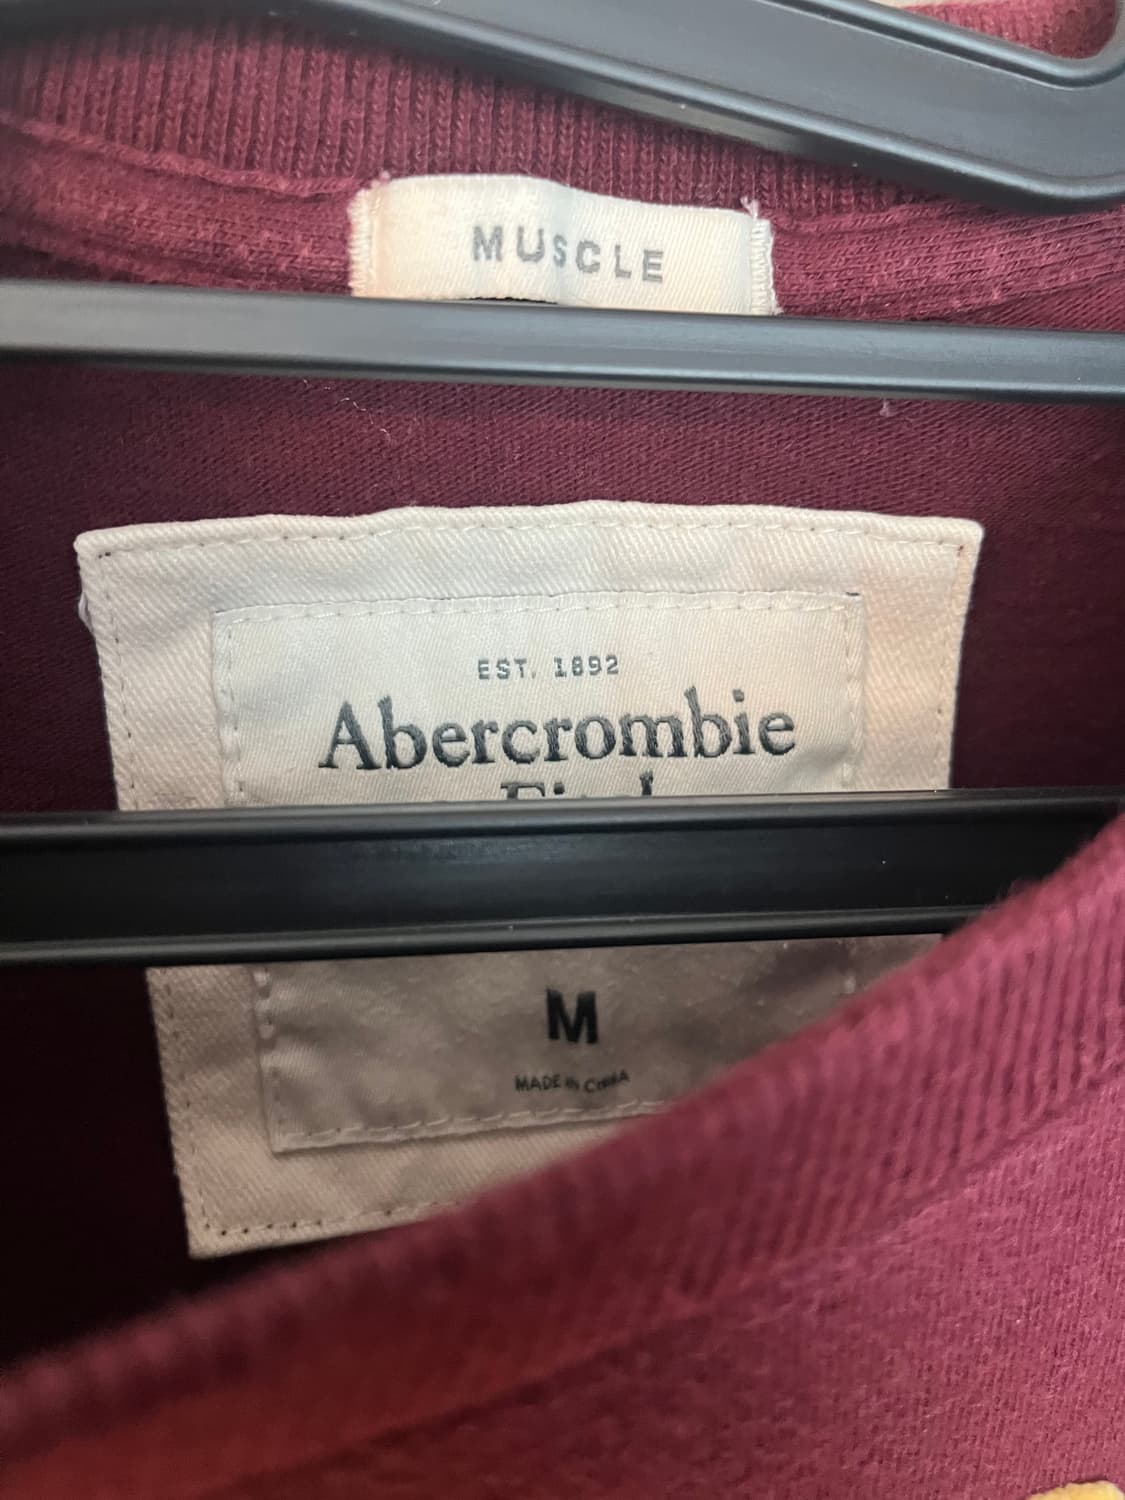 MUSCLE
EST. 1892
Abercrombie
M
MADE IN CHINA